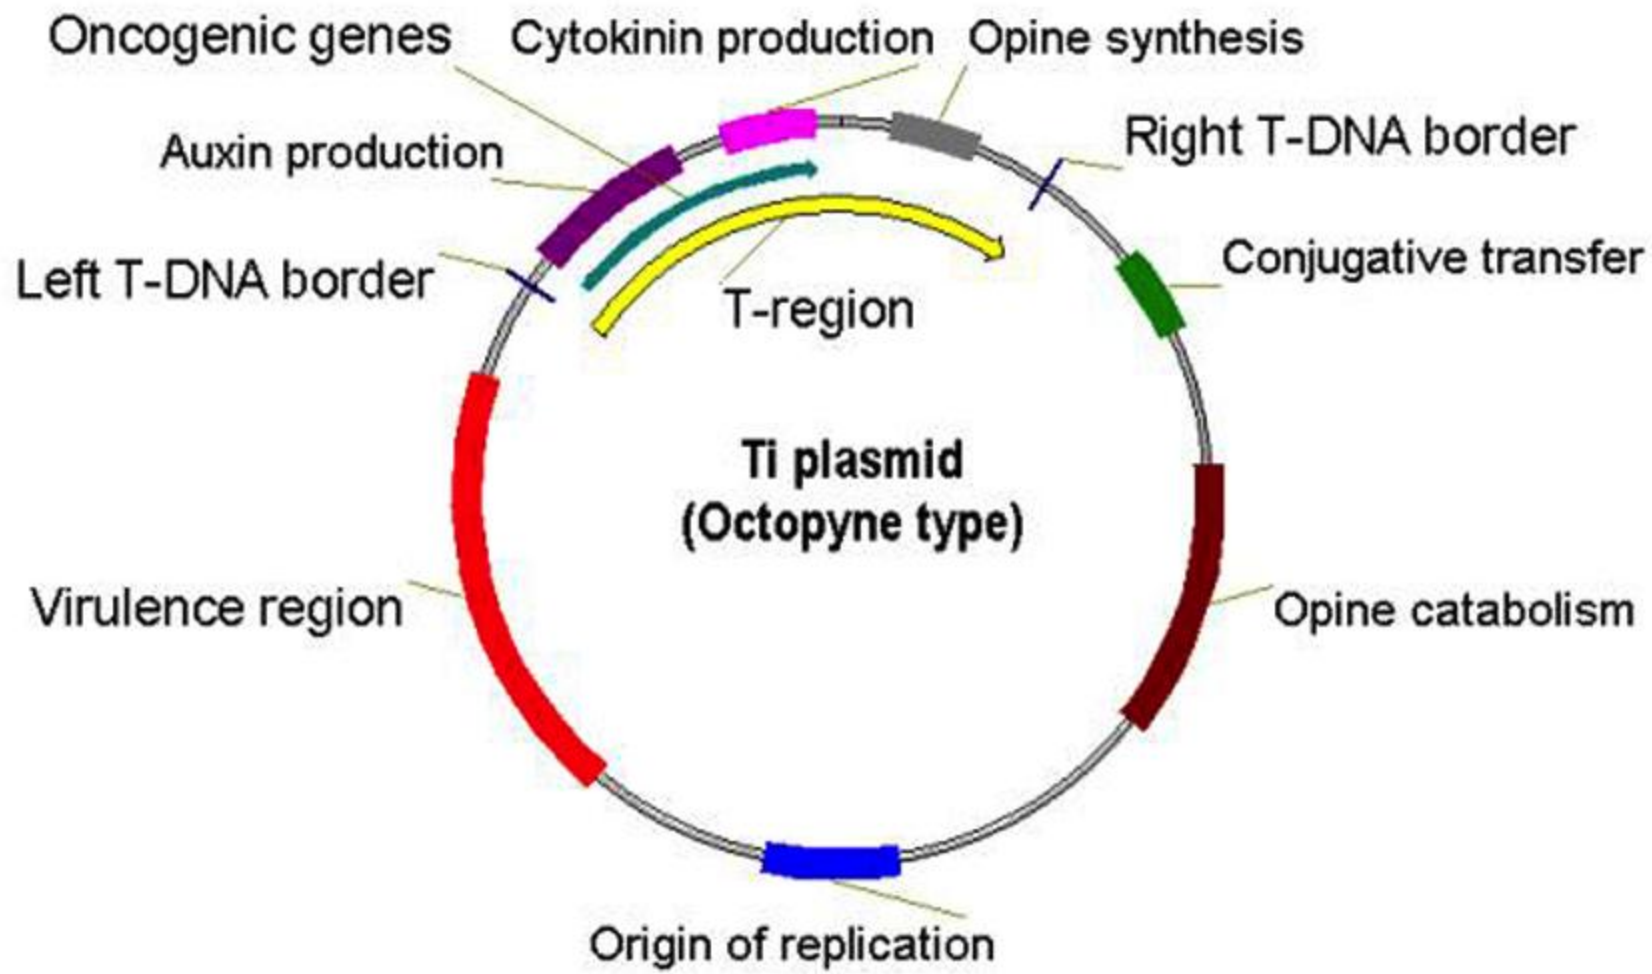 Oncogenic genes
Cytokinin production
Opine synthesis
Auxin production
Right T-DNA border
Left T-DNA border
Conjugative transfer
T-region
Ti plasmid
(Octopyne type)
Virulence region
Opine catabolism
Origin of replication